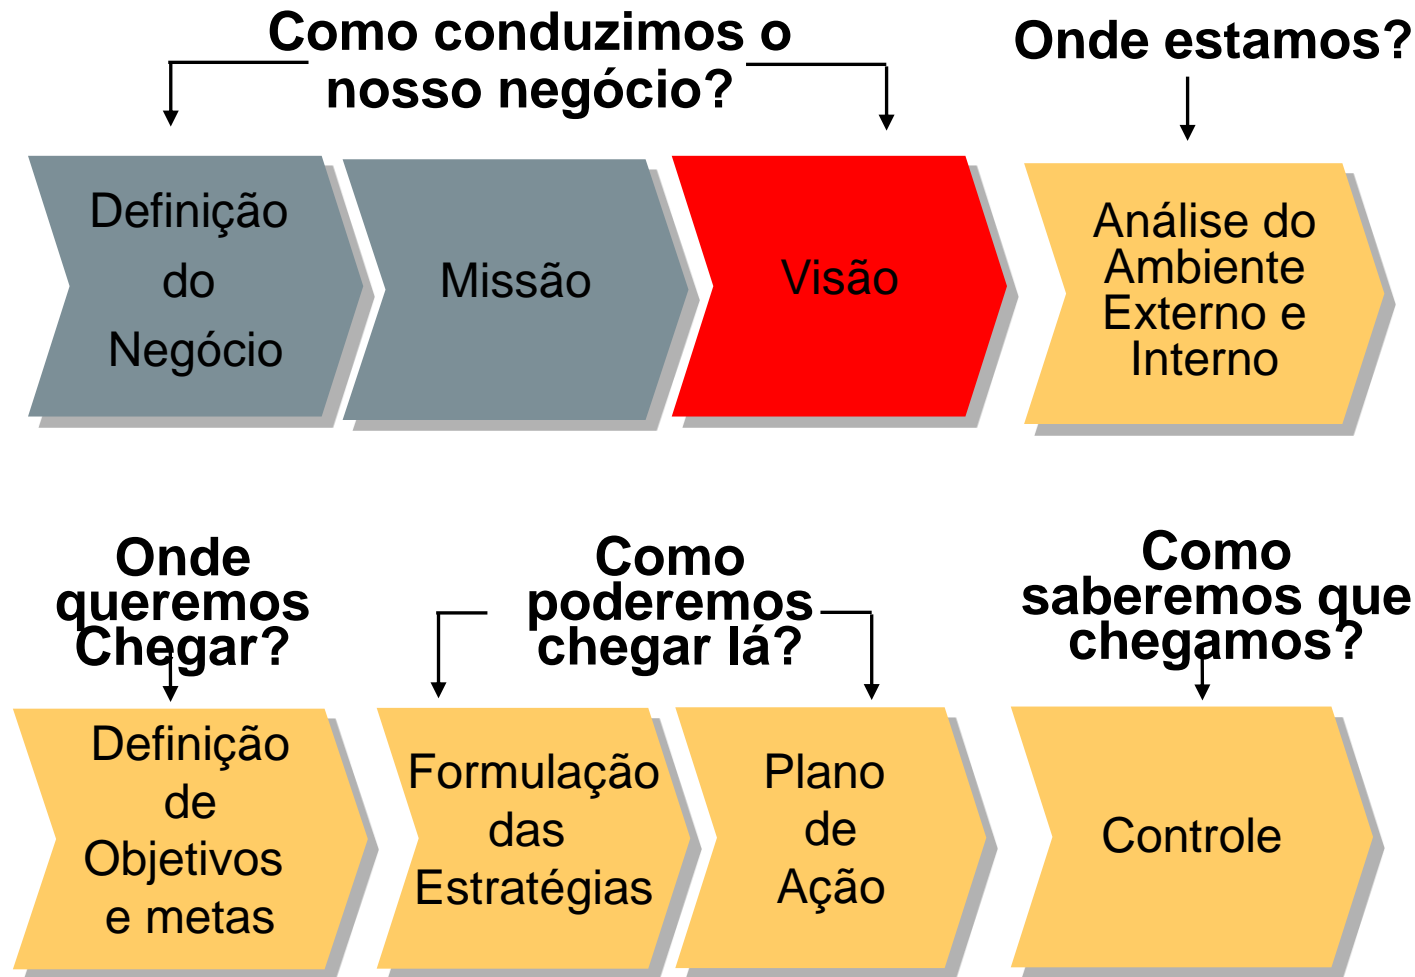 Como conduzimos o
nosso negócio?
Onde estamos?
Definição
do
Negócio
Missão
Visão
Análise do
Ambiente
Externo e
Interno
Onde
queremos
Chegar?
Como
poderemos
chegar lá?
Como
saberemos que
chegamos?
Definição
de
Objetivos
e metas
Formulação
das
Estratégias
Plano
de
Ação
Controle